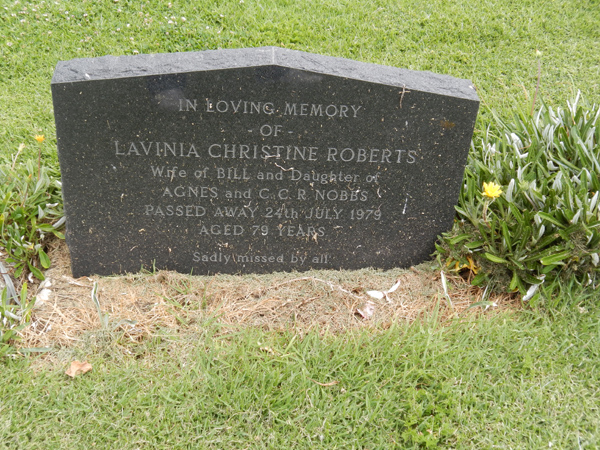 IN LOVING MEMORY
- OF -
LAVINIA CHRISTINE ROBERTS
Wife of BILL and Daughter of
AGNES and C.C.R NOBBS
PASSED AWAY 24th JULY 1979
AGED 79 YEARS
Sadly missed by all